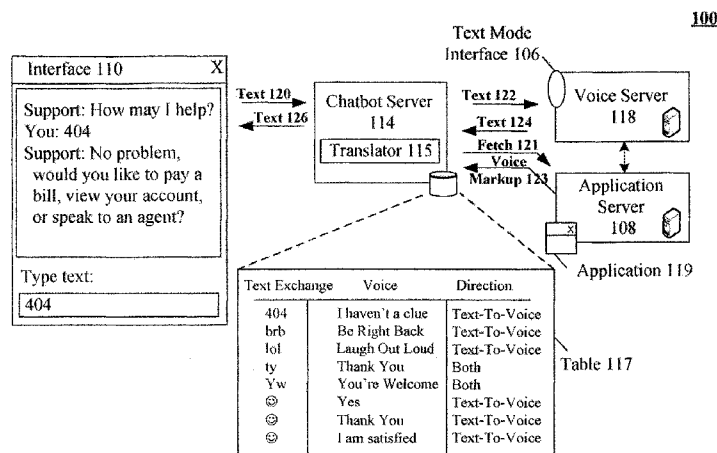 100
Text Mode
Interface 106
Interface 110 X
Support: How may I help?
You: 404
Support: No problem,
would you like to pay a
bill, view your account,
or speak to an agent?
Type text:
404
Text 120
Text 126
Chatbot Server
114
Translator 115
Text 122
Text 124
Fetch 121
Voice
Markup 123
Voice Server
118
Application
Server
108
X
Application 119
Text Exchange Voice Direction
404 I haven't a clue Text-To-Voice
brb Be Right Back Text-To-Voice
lol Laugh Out Loud Text-To-Voice
ty Thank You Both
Yw You're Welcome Both
☺ Yes Text-To-Voice
☺ Thank You Text-To-Voice
☺ I am satisfied Text-To-Voice
Table 117